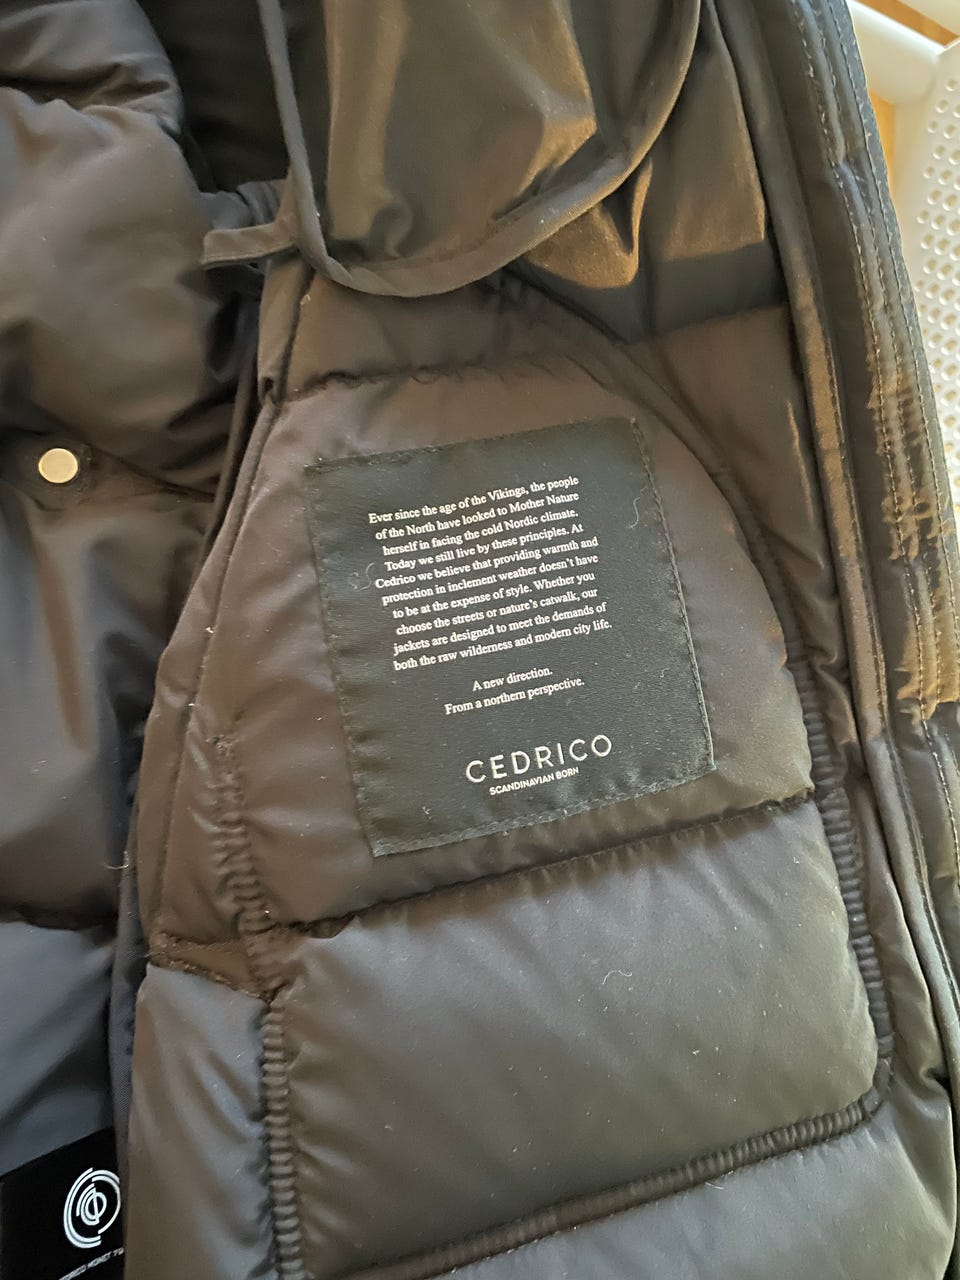 Ever since the age of the Vikings, the people
of the North have looked to Mother Nature
herself in facing the cold Nordic climate.
Today we still live by these principles. At
Cedrico we believe that providing warmth and
protection in inclement weather doesn't have
to be at the expense of style. Whether you
choose the streets or nature's catwalk, our
jackets are designed to meet the demands of
both the raw wilderness and modern city life.
A new direction.
From a northern perspective.
CEDRICO
SCANDINAVIAN BORN